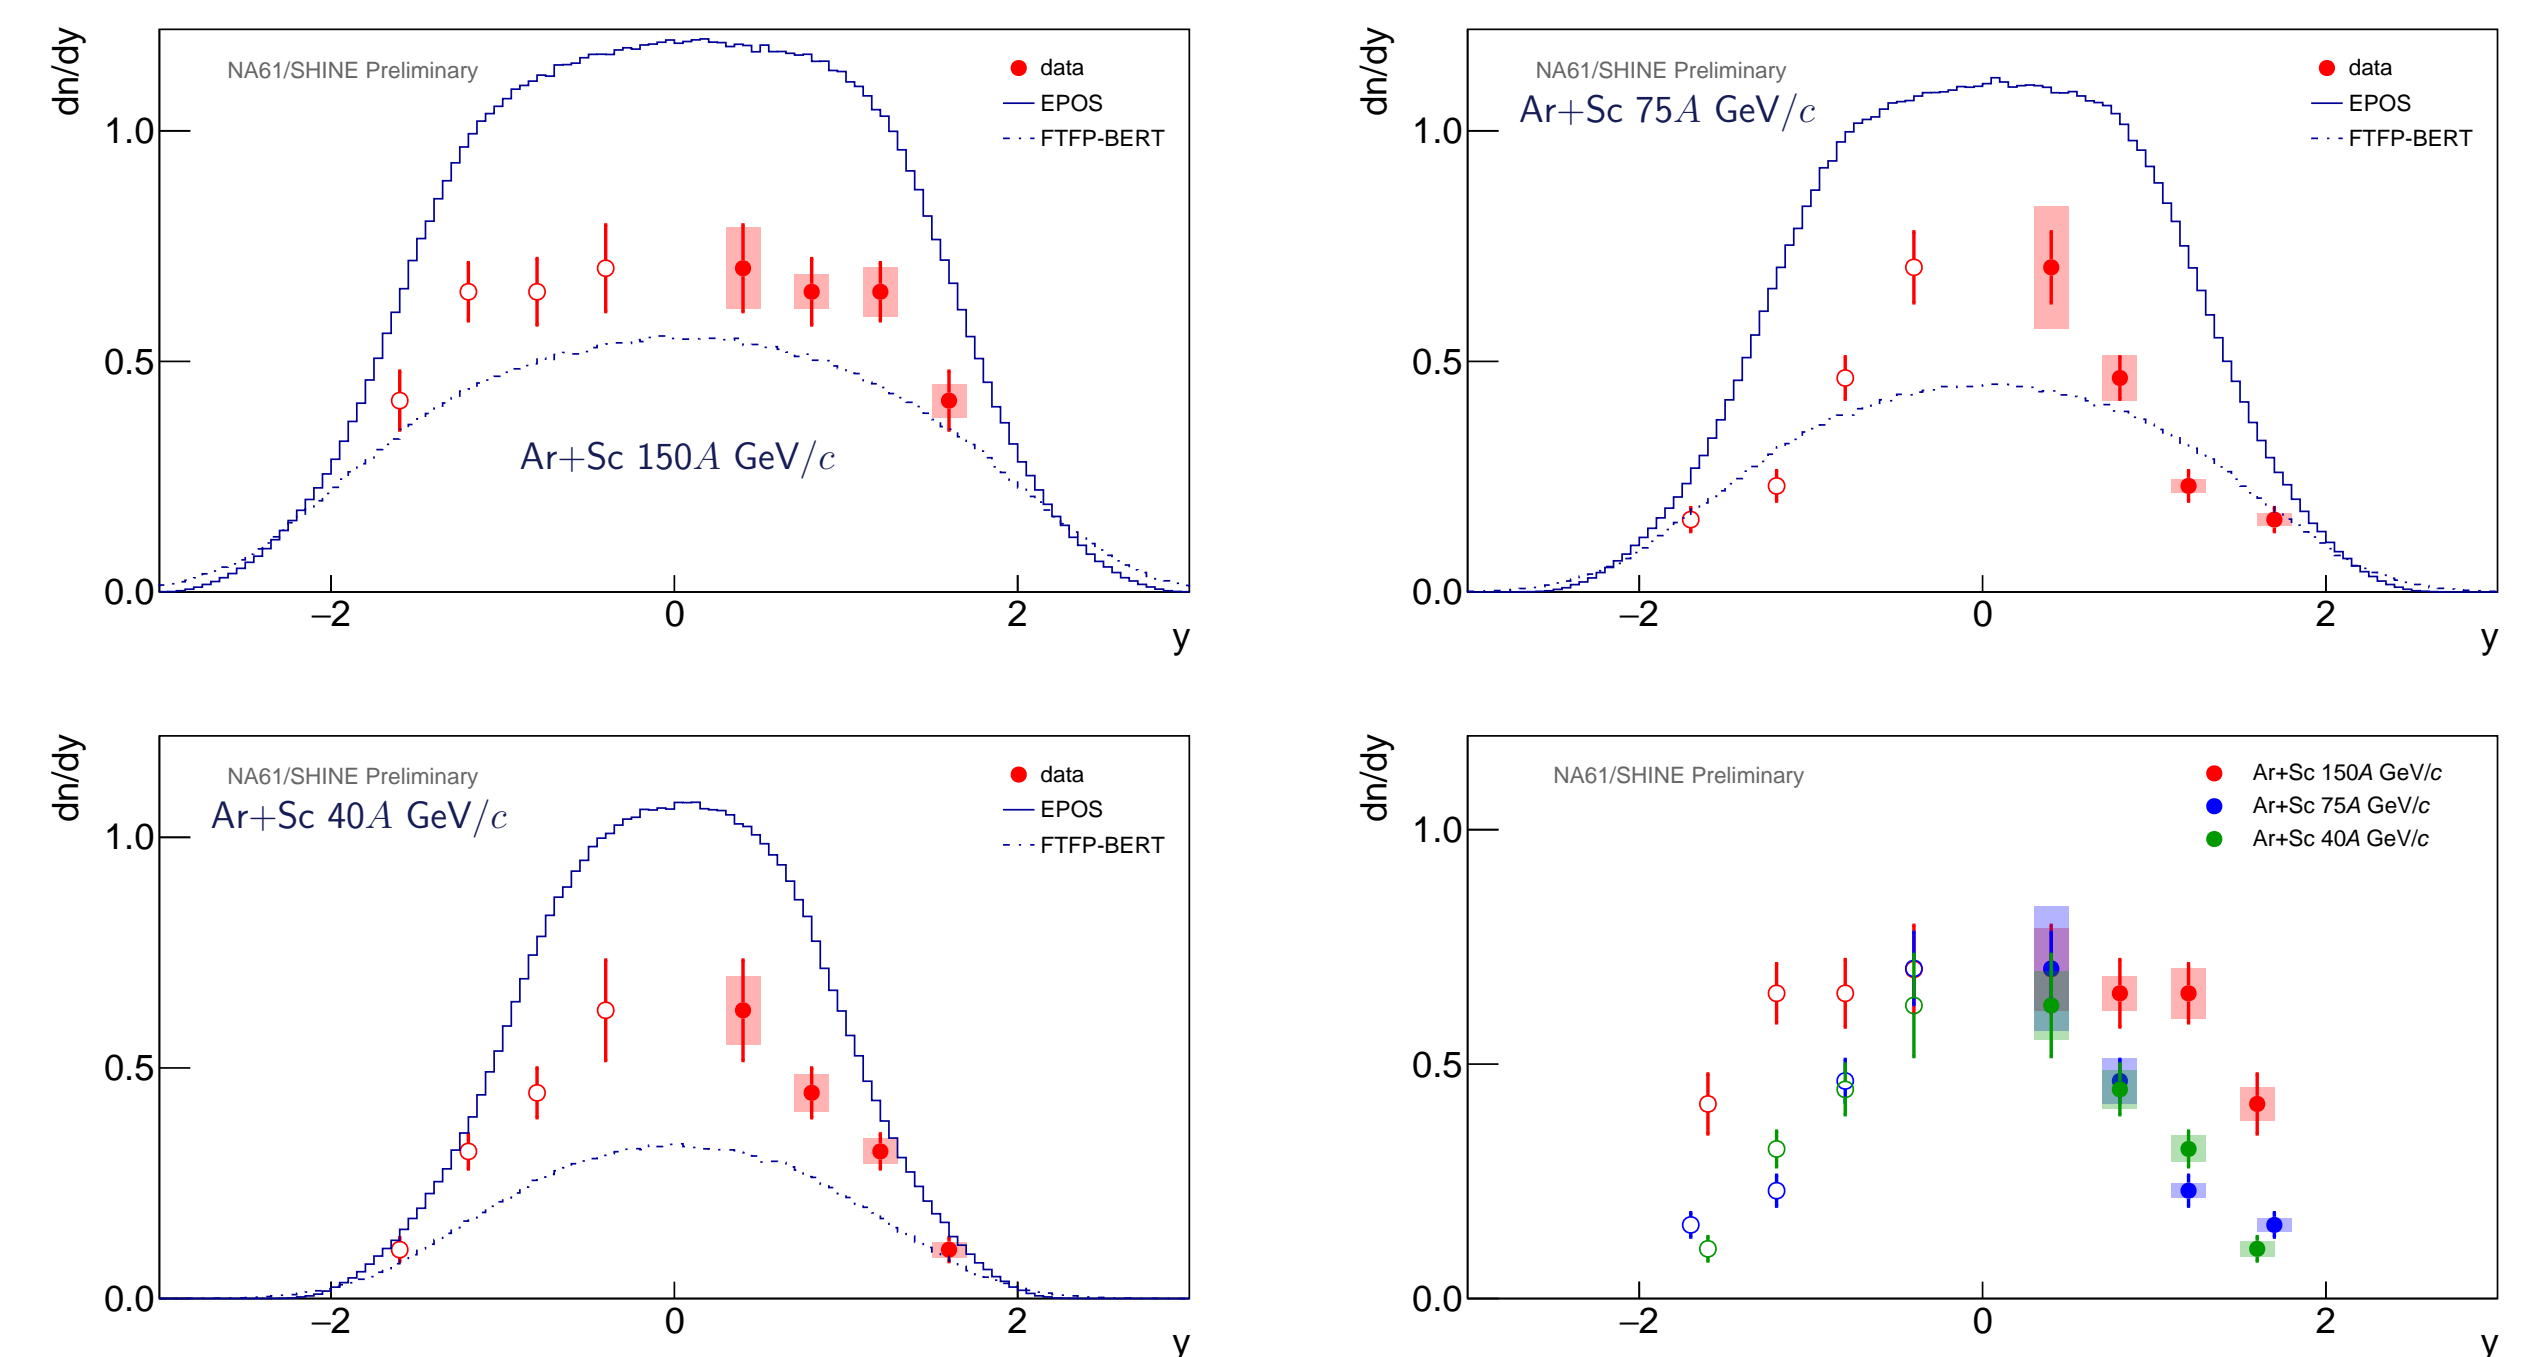 dn/dy
NA61/SHINE Preliminary
data
EPOS
FTFP-BERT
Ar+Sc 150A GeV/c
1.0
0.5
0.0
−2
0
2
y
dn/dy
NA61/SHINE Preliminary
Ar+Sc 75A GeV/c
data
EPOS
FTFP-BERT
1.0
0.5
0.0
−2
0
2
y
dn/dy
NA61/SHINE Preliminary
Ar+Sc 40A GeV/c
data
EPOS
FTFP-BERT
1.0
0.5
0.0
−2
0
2
y
dn/dy
NA61/SHINE Preliminary
Ar+Sc 150A GeV/c
Ar+Sc 75A GeV/c
Ar+Sc 40A GeV/c
1.0
0.5
0.0
−2
0
2
y